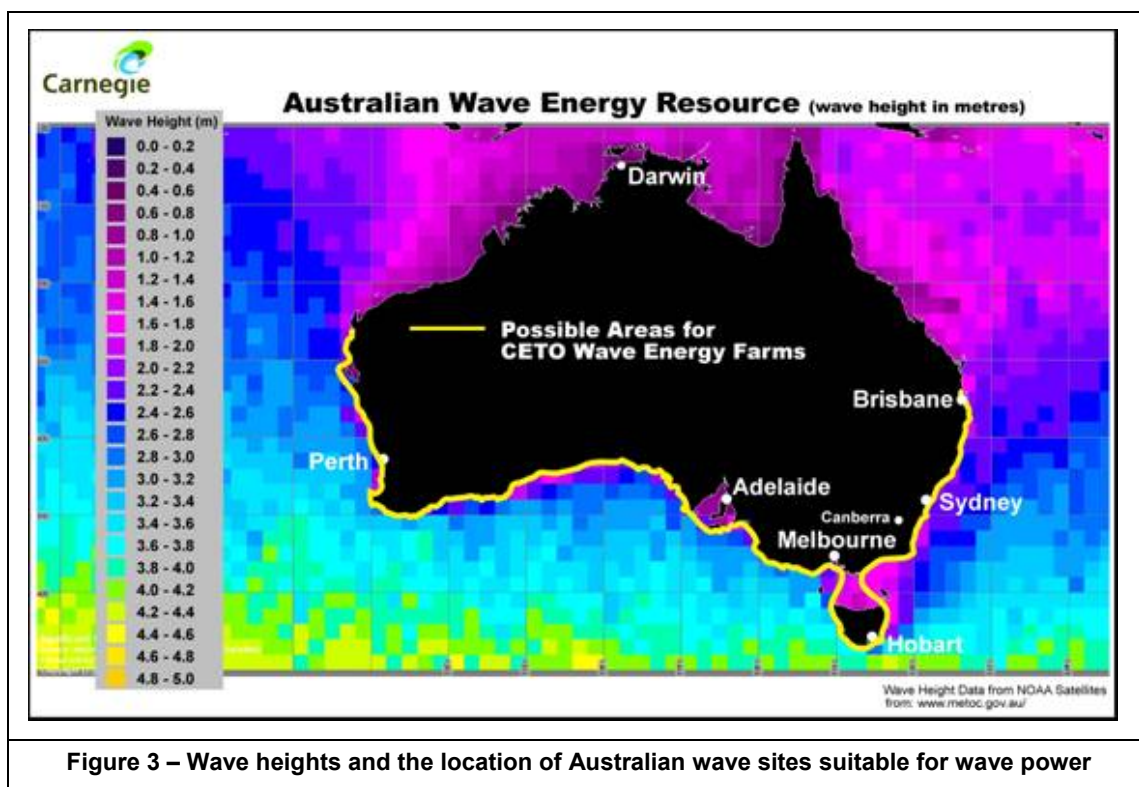 Carnegie
Australian Wave Energy Resource (wave height in metres)
Wave Height (m)
0.0 - 0.2
0.2 - 0.4
0.4 - 0.6
0.6 - 0.8
0.8 - 1.0
1.0 - 1.2
1.2 - 1.4
1.4 - 1.6
1.6 - 1.8
1.8 - 2.0
2.0 - 2.2
2.2 - 2.4
2.4 - 2.6
2.6 - 2.8
2.8 - 3.0
3.0 - 3.2
3.2 - 3.4
3.4 - 3.6
3.6 - 3.8
3.8 - 4.0
4.0 - 4.2
4.2 - 4.4
4.4 - 4.6
4.6 - 4.8
4.8 - 5.0
Darwin
Possible Areas for
CETO Wave Energy Farms
Brisbane
Perth
Adelaide
Sydney
Canberra
Melbourne
Hobart
Wave Height Data from NOAA Satellites
from: www.metoc.gov.au/
Figure 3 – Wave heights and the location of Australian wave sites suitable for wave power